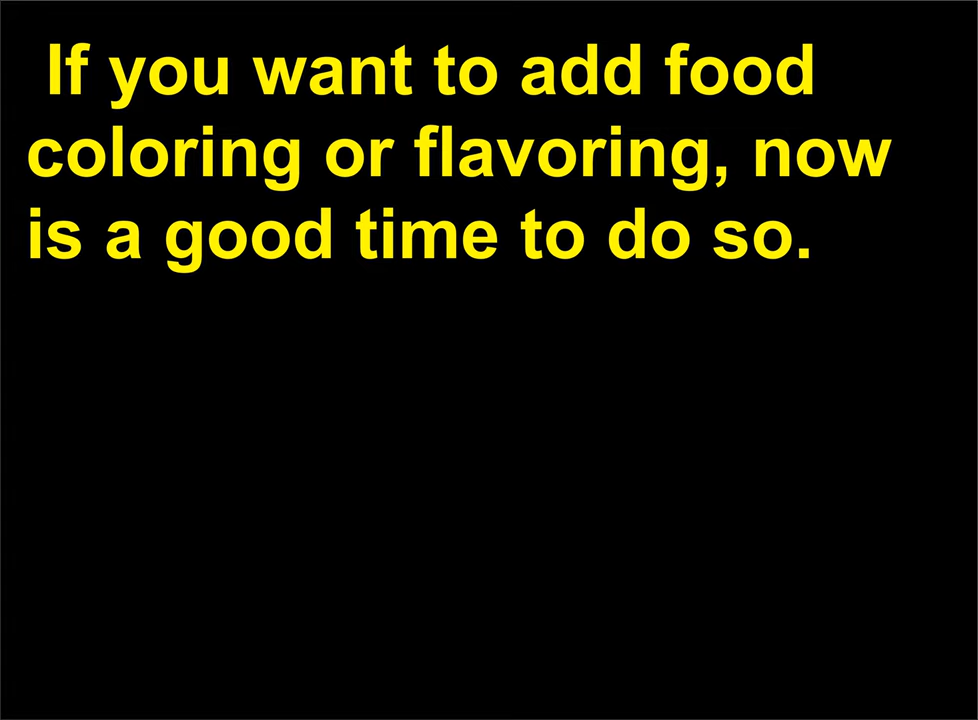 If you want to add food
coloring or flavoring, now
is a good time to do so.